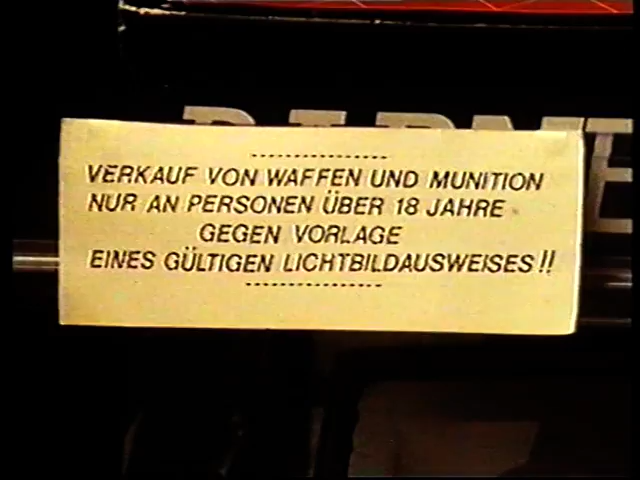 VERKAUF VON WAFFEN UND MUNITION
NUR AN PERSONEN ÜBER 18 JAHRE
GEGEN VORLAGE
EINES GÜLTIGEN LICHTBILDAUSWEISES!!